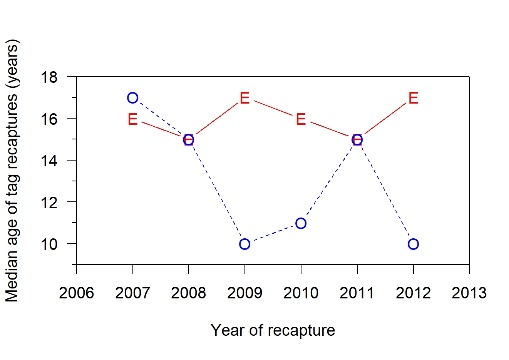 Median age of tag recaptures (years)
18
16
14
12
10
E
E
E
E
E
E
O
O
O
O
O
O
2006 2007 2008 2009 2010 2011 2012 2013
Year of recapture